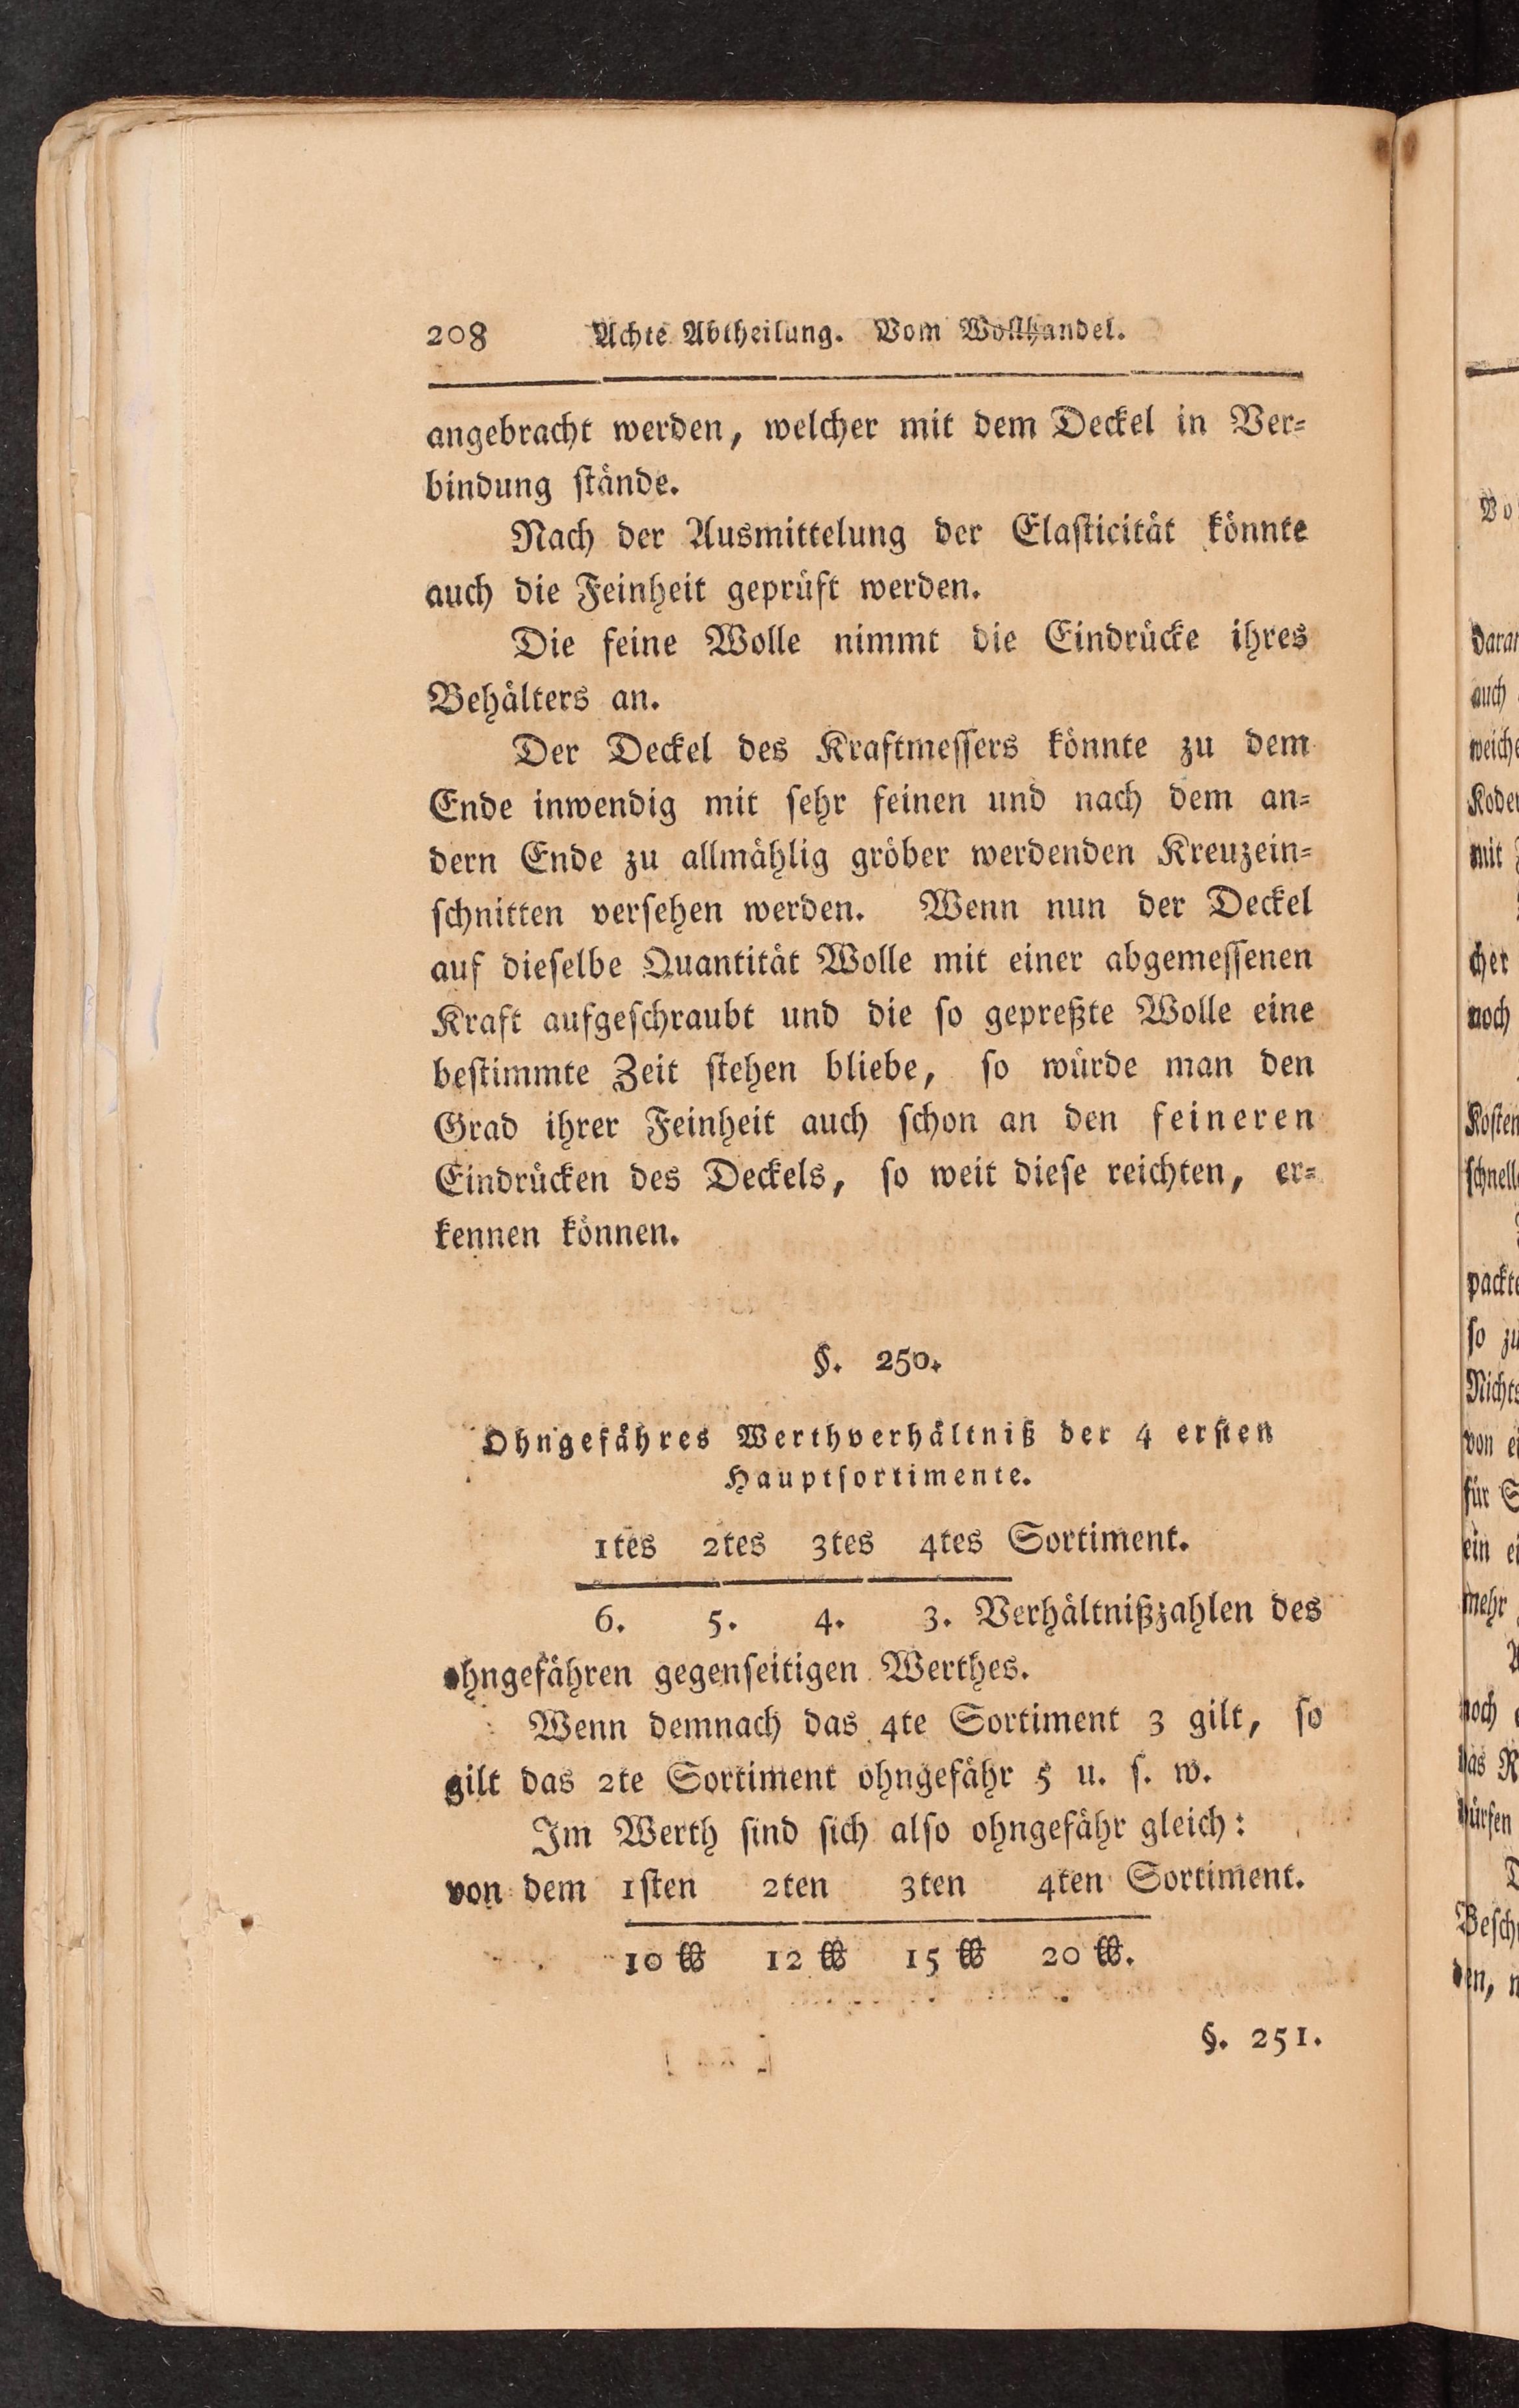 208 Achte Abtheilung. Vom Wollhandel.
angebracht werden, welcher mit dem Deckel in Ver-
bindung stände.
Nach der Ausmittelung der Elasticität könnte
auch die Feinheit geprüft werden.
Die feine Wolle nimmt die Eindrücke ihres
Behälters an.
Der Deckel des Kraftmessers könnte zu dem
Ende inwendig mit sehr feinen und nach dem an-
dern Ende zu allmählig gröber werdenden Kreuzein-
schnitten versehen werden. Wenn nun der Deckel
auf dieselbe Quantität Wolle mit einer abgemessenen
Kraft aufgeschraubt und die so gepreßte Wolle eine
bestimmte Zeit stehen bliebe, so würde man den
Grad ihrer Feinheit auch schon an den feineren
Eindrücken des Deckels, so weit diese reichten, er-
kennen können.
§. 250.
Ohngefähres Werthverhältniß der 4 ersten
Hauptsortimente.
1tes 2tes 3tes 4tes Sortiment.
6. 5. 4. 3. Verhältnißzahlen des
ohngefähren gegenseitigen Werthes.
Wenn demnach das 4te Sortiment 3 gilt, so
gilt das 2te Sortiment ohngefähr 5 u. s. w.
Im Werth sind sich also ohngefähr gleich:
von dem 1sten 2ten 3ten 4ten Sortiment.
10 ℔ 12 ℔ 15 ℔ 20 ℔.
§. 251.